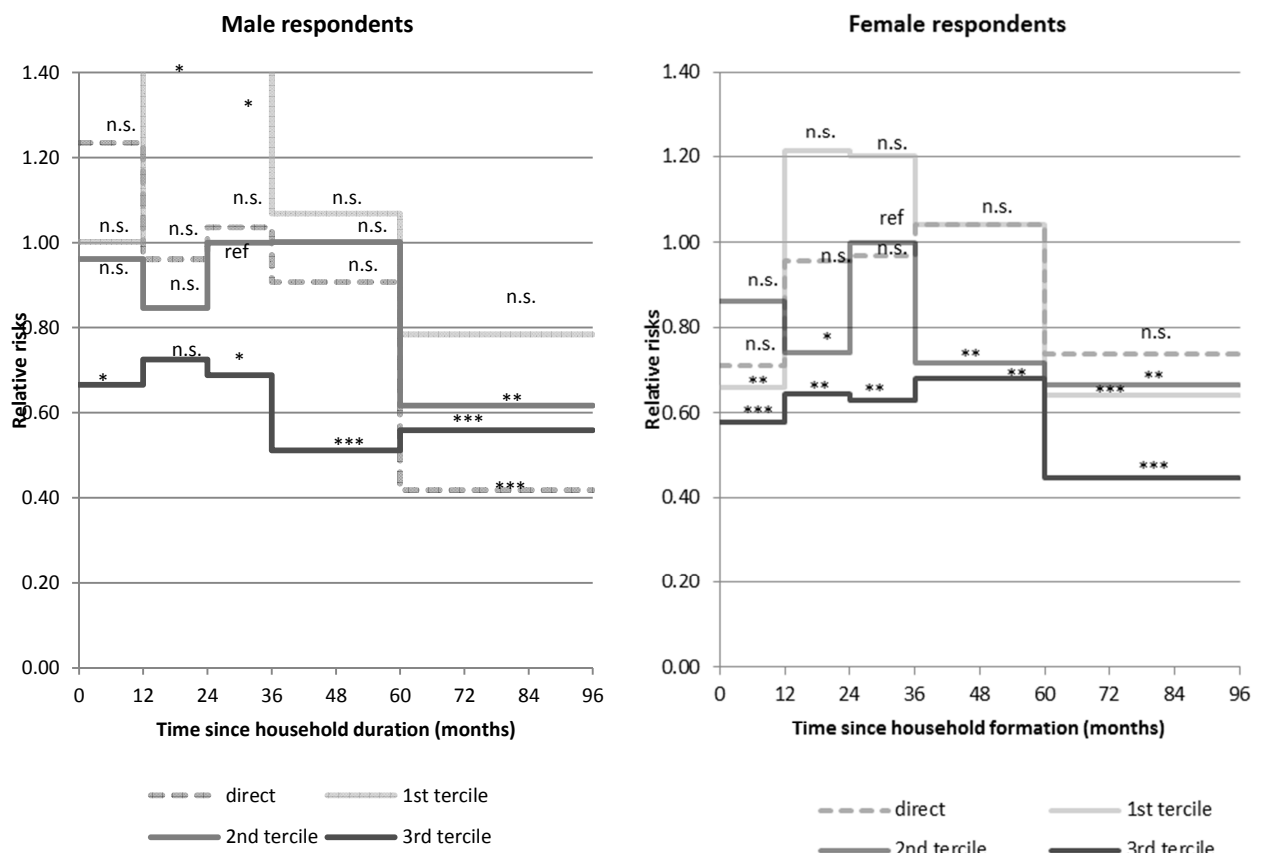 Male respondents
1.40
*
*
n.s.
1.20
n.s.
n.s.
n.s.
n.s.
n.s.
1.00
ref
n.s.
n.s.
n.s.
n.s.
0.80
n.s.
*
*
0.60
**
***
***
0.40
***
0.20
0.00
Relative risks
0 12 24 36 48 60 72 84 96
Time since household duration (months)
direct 1st tercile
2nd tercile 3rd tercile
Female respondents
1.40
n.s.
n.s.
1.20
ref
n.s.
1.00
n.s.
n.s.
n.s.
0.80
*
n.s.
n.s.
**
**
**
**
**
**
***
0.60
***
***
0.40
0.20
0.00
Relative risks
0 12 24 36 48 60 72 84 96
Time since household formation (months)
direct 1st tercile
2nd tercile 3rd tercile